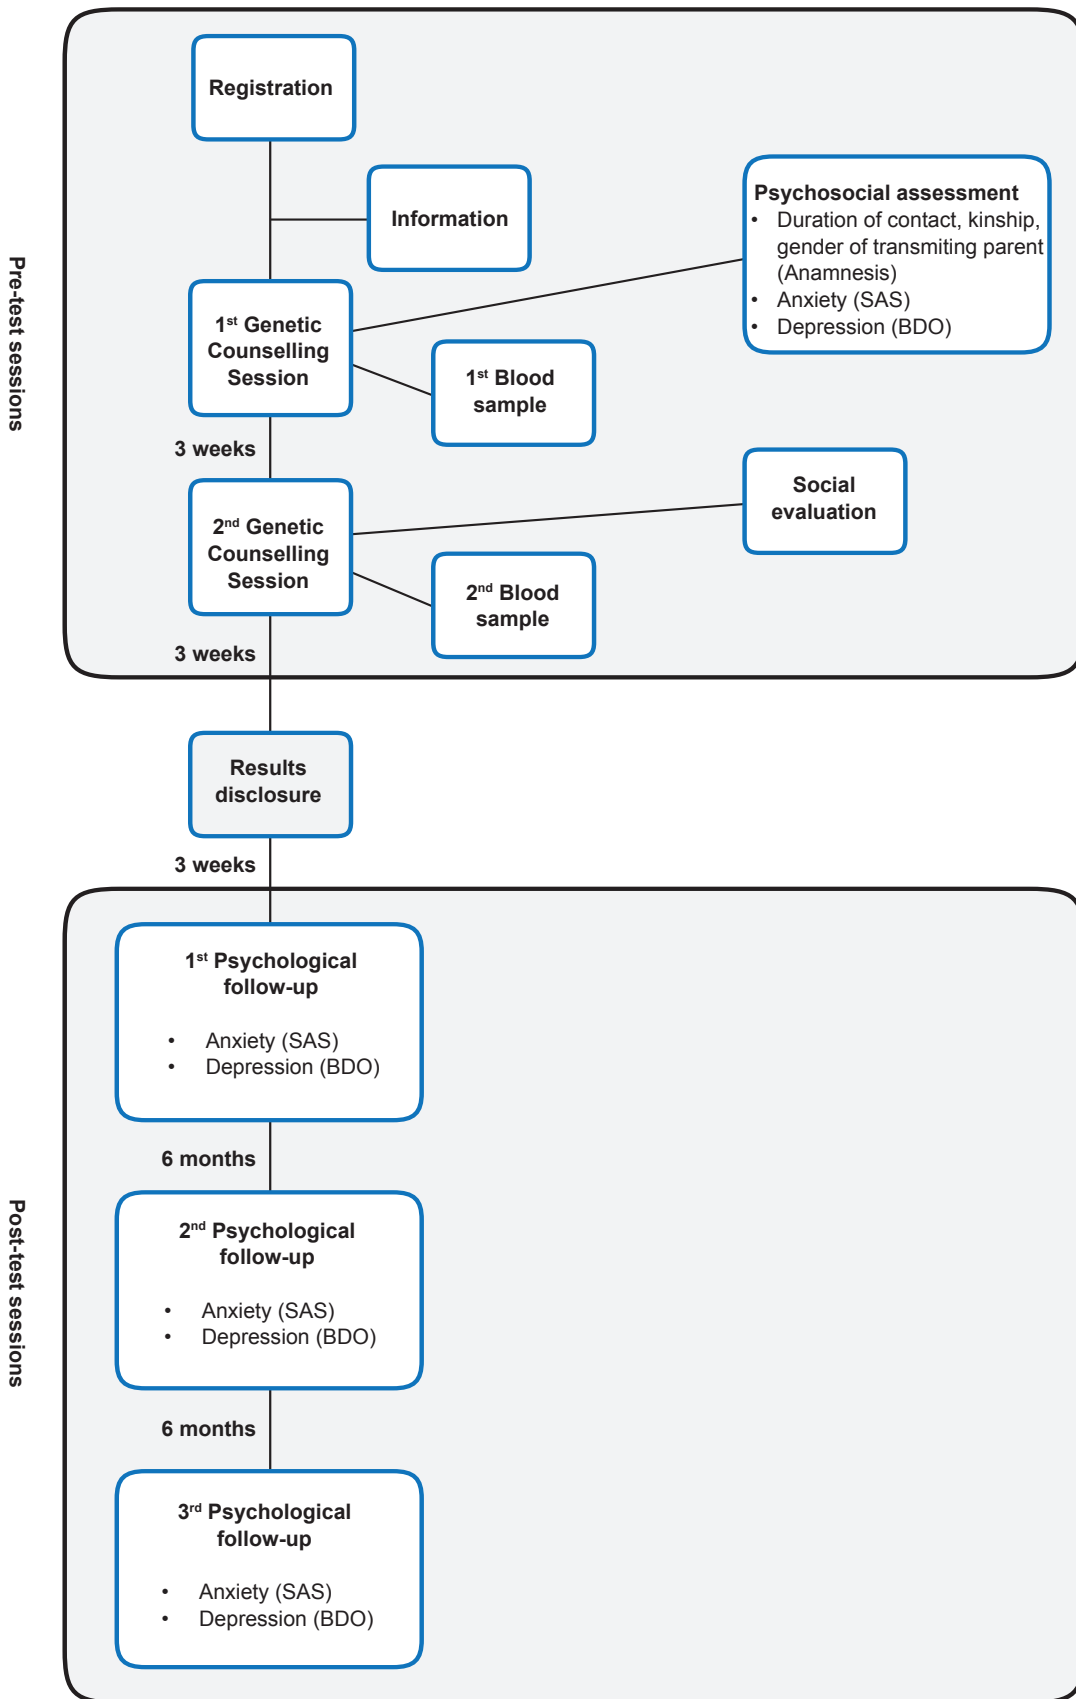 Pre-test sessions
Registration
Information
Psychosocial assessment
• Duration of contact, kinship,
gender of transmiting parent
(Anamnesis)
• Anxiety (SAS)
• Depression (BDO)
1st Genetic
Counselling
Session
1st Blood
sample
3 weeks
2nd Genetic
Counselling
Session
Social
evaluation
2nd Blood
sample
3 weeks
Results
disclosure
3 weeks
Post-test sessions
1st Psychological
follow-up
• Anxiety (SAS)
• Depression (BDO)
6 months
2nd Psychological
follow-up
• Anxiety (SAS)
• Depression (BDO)
6 months
3rd Psychological
follow-up
• Anxiety (SAS)
• Depression (BDO)